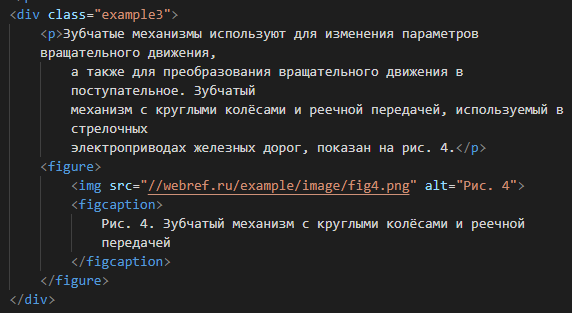 <div class="example3">
<p>Зубчатые механизмы используют для изменения параметров
вращательного движения,
а также для преобразования вращательного движения в
поступательное. Зубчатый
механизм с круглыми колёсами и реечной передачей, используемый в
стрелочных
электроприводах железных дорог, показан на рис. 4.</p>
<figure>
<img src="//webref.ru/example/image/fig4.png" alt="Рис. 4">
<figcaption>
Рис. 4. Зубчатый механизм с круглыми колёсами и реечной
передачей
</figcaption>
</figure>
</div>